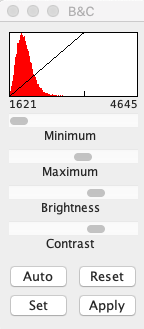 B&C
1621 4645
Minimum
Maximum
Brightness
Contrast
Auto Reset
Set Apply